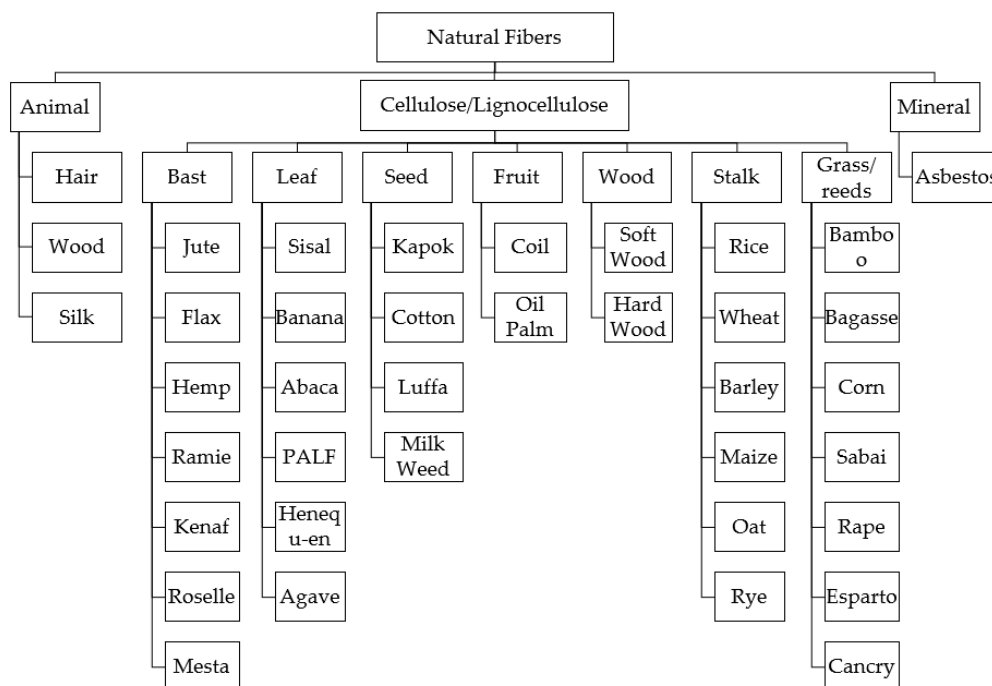 Natural Fibers
Animal
Cellulose/Lignocellulose
Mineral
Hair
Wood
Silk
Bast
Jute
Flax
Hemp
Ramie
Kenaf
Roselle
Mesta
Leaf
Sisal
Banana
Abaca
PALF
Henequ
u-en
Agave
Seed
Kapok
Cotton
Luffa
Milk
Weed
Fruit
Coil
Oil
Palm
Wood
Soft
Wood
Hard
Wood
Stalk
Rice
Wheat
Barley
Maize
Oat
Rye
Grass/
reeds
Bambo
o
Bagasse
Corn
Sabai
Rape
Esparto
Cancry
Asbestos